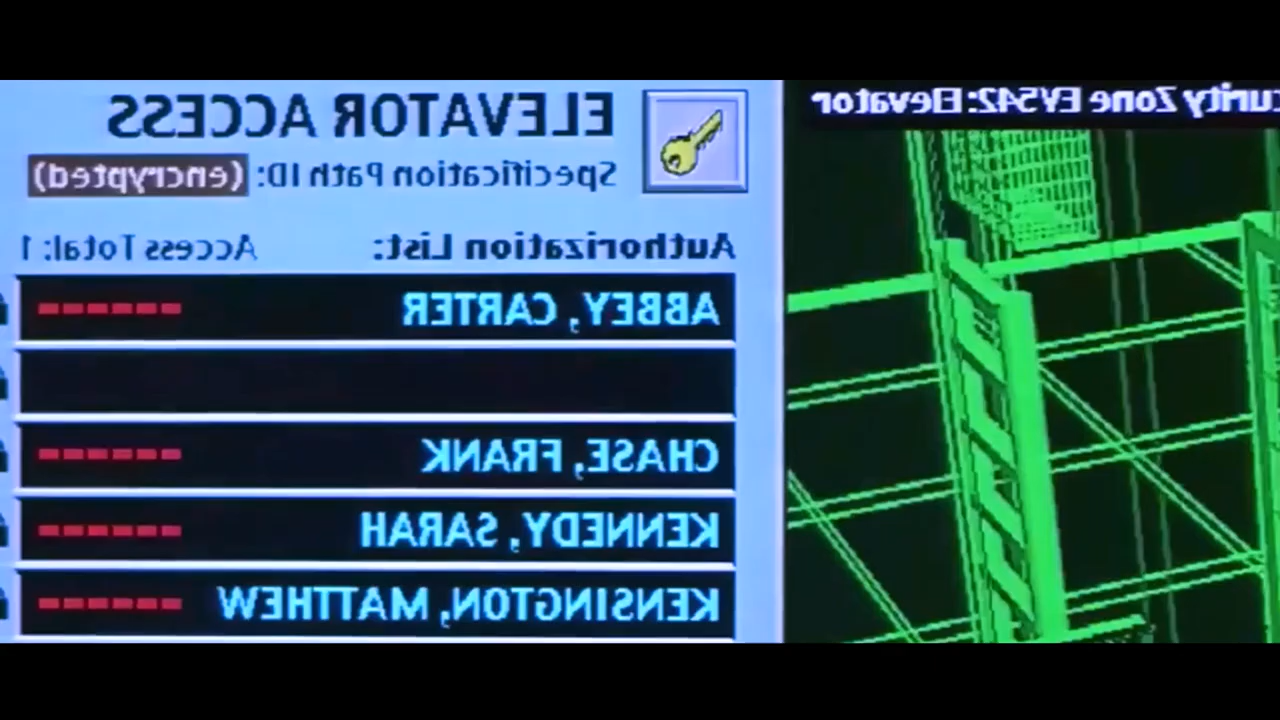 ELEVATOR ACCESS
Specification Path ID: (encrypted)
Authorization List: Access Total: 1
ABBEY, CARTER ------
CHASE, FRANK ------
KENNEDY, SARAH ------
KENSINGTON, MATTHEW ------
curity Zone EV542: Elevator